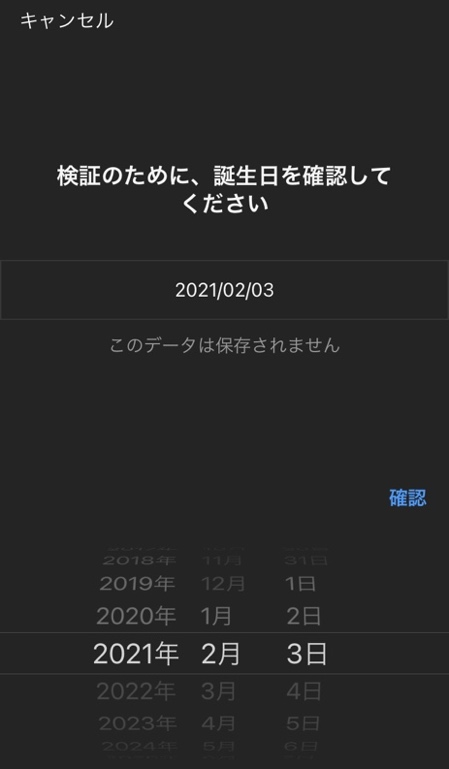 キャンセル
検証のために、誕生日を確認して
ください
2021/02/03
このデータは保存されません
確認
2018年 11月 31日
2019年 12月 1日
2020年 1月 2日
2021年 2月 3日
2022年 3月 4日
2023年 4月 5日
2024年 5月 6日